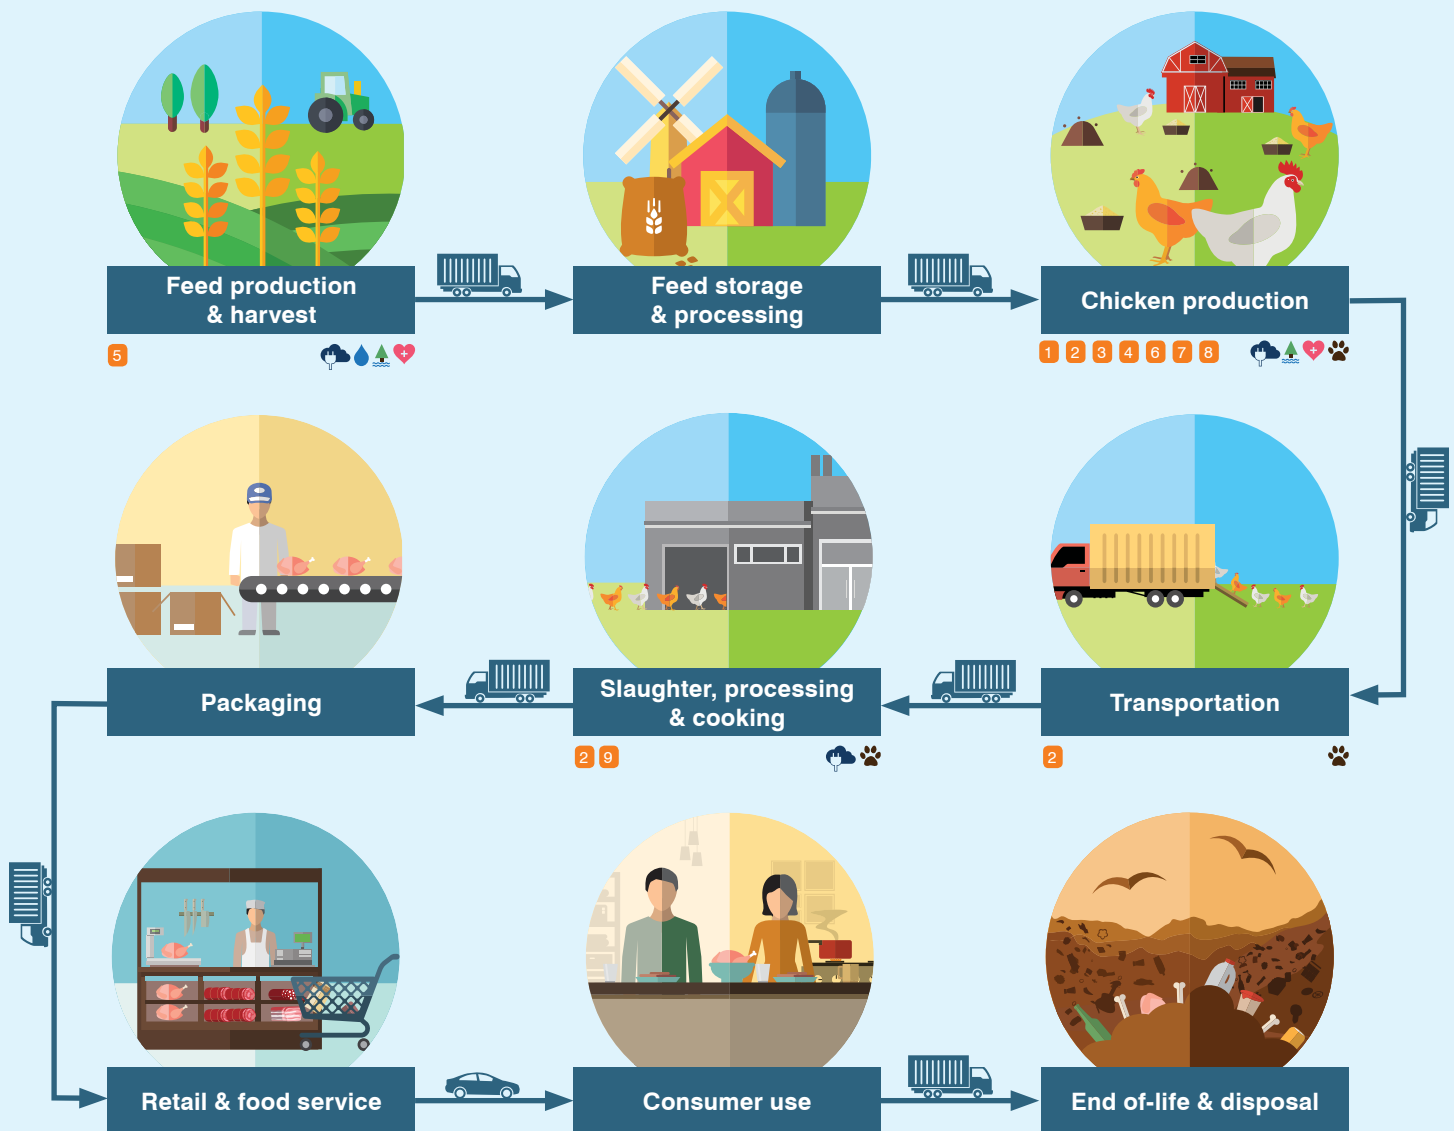 Feed production
& harvest
Feed storage
& processing
Chicken production
5
1 2 3 4 6 7 8
Packaging
Slaughter, processing
& cooking
Transportation
2 9
2
Retail & food service
Consumer use
End of-life & disposal